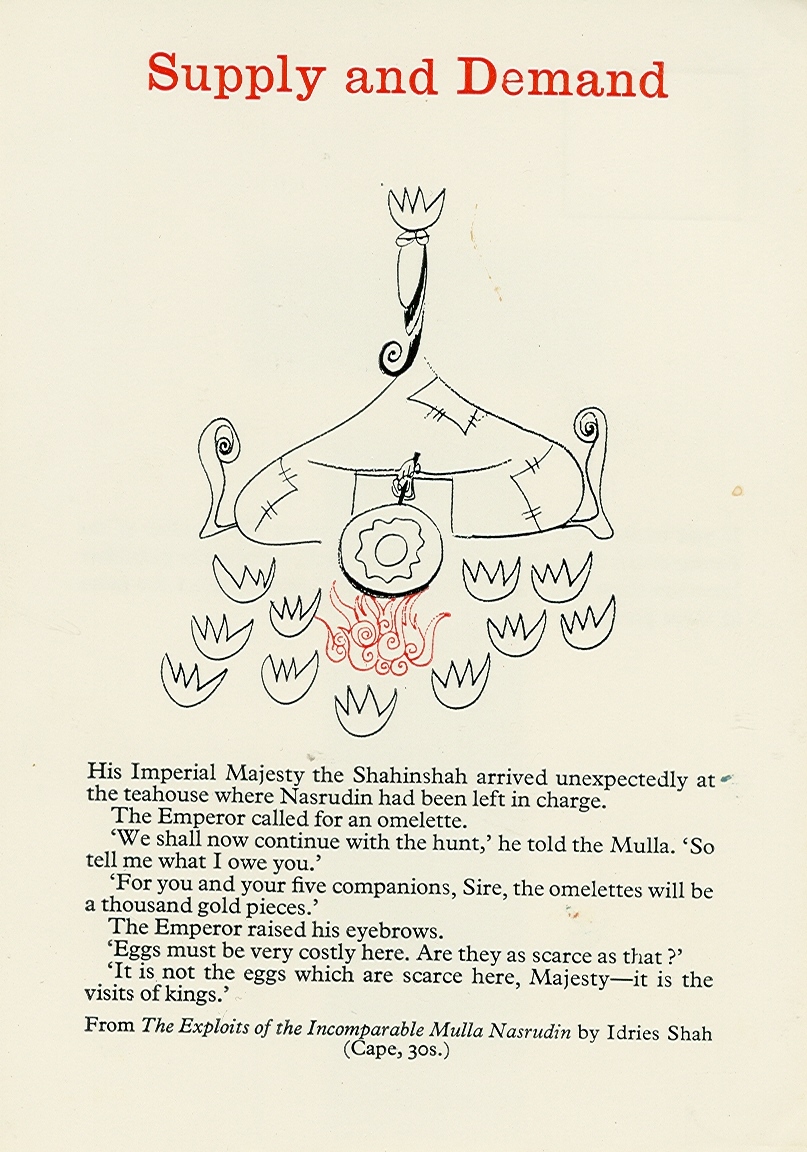 Supply and Demand
His Imperial Majesty the Shahinshah arrived unexpectedly at
the teahouse where Nasrudin had been left in charge.
The Emperor called for an omelette.
‘We shall now continue with the hunt,’ he told the Mulla. ‘So
tell me what I owe you.’
‘For you and your five companions, Sire, the omelettes will be
a thousand gold pieces.’
The Emperor raised his eyebrows.
‘Eggs must be very costly here. Are they as scarce as that ?’
‘It is not the eggs which are scarce here, Majesty—it is the
visits of kings.’
From The Exploits of the Incomparable Mulla Nasrudin by Idries Shah
(Cape, 30s.)